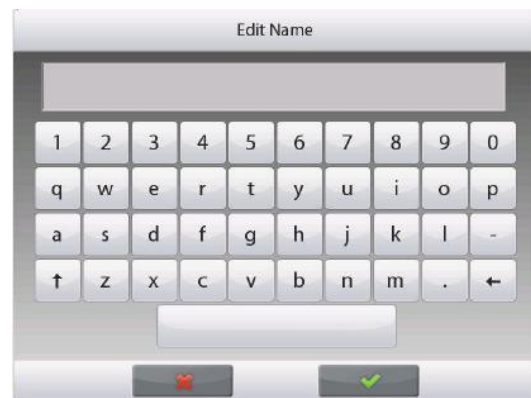 Edit Name
1 2 3 4 5 6 7 8 9 0
q w e r t y u i o p
a s d f g h j k l -
↑ z x c v b n m . ←